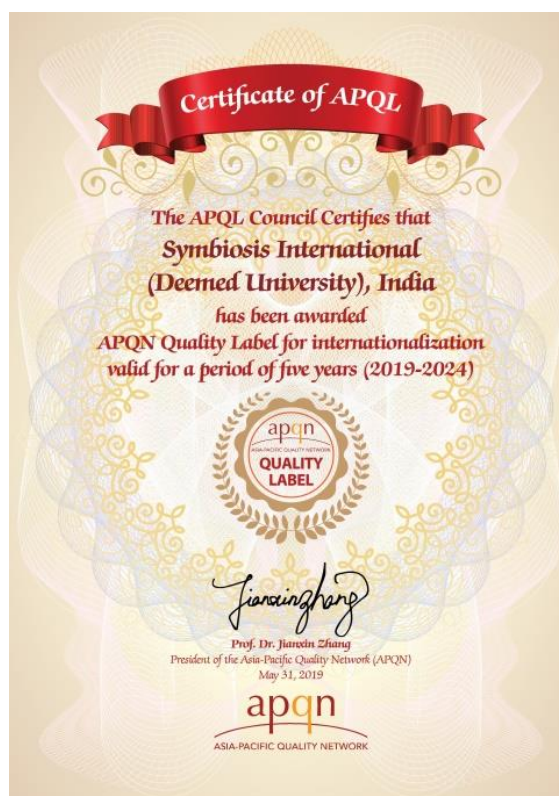 Certificate of APQL
The APQL Council Certifies that
Symbiosis International
(Deemed University), India
has been awarded
APQN Quality Label for internationalization
valid for a period of five years (2019-2024)
apqn
ASIA-PACIFIC QUALITY NETWORK
QUALITY
LABEL
Jianxinzhang
Prof. Dr. Jianxin Zhang
President of the Asia-Pacific Quality Network (APQN)
May 31, 2019
apqn
ASIA-PACIFIC QUALITY NETWORK